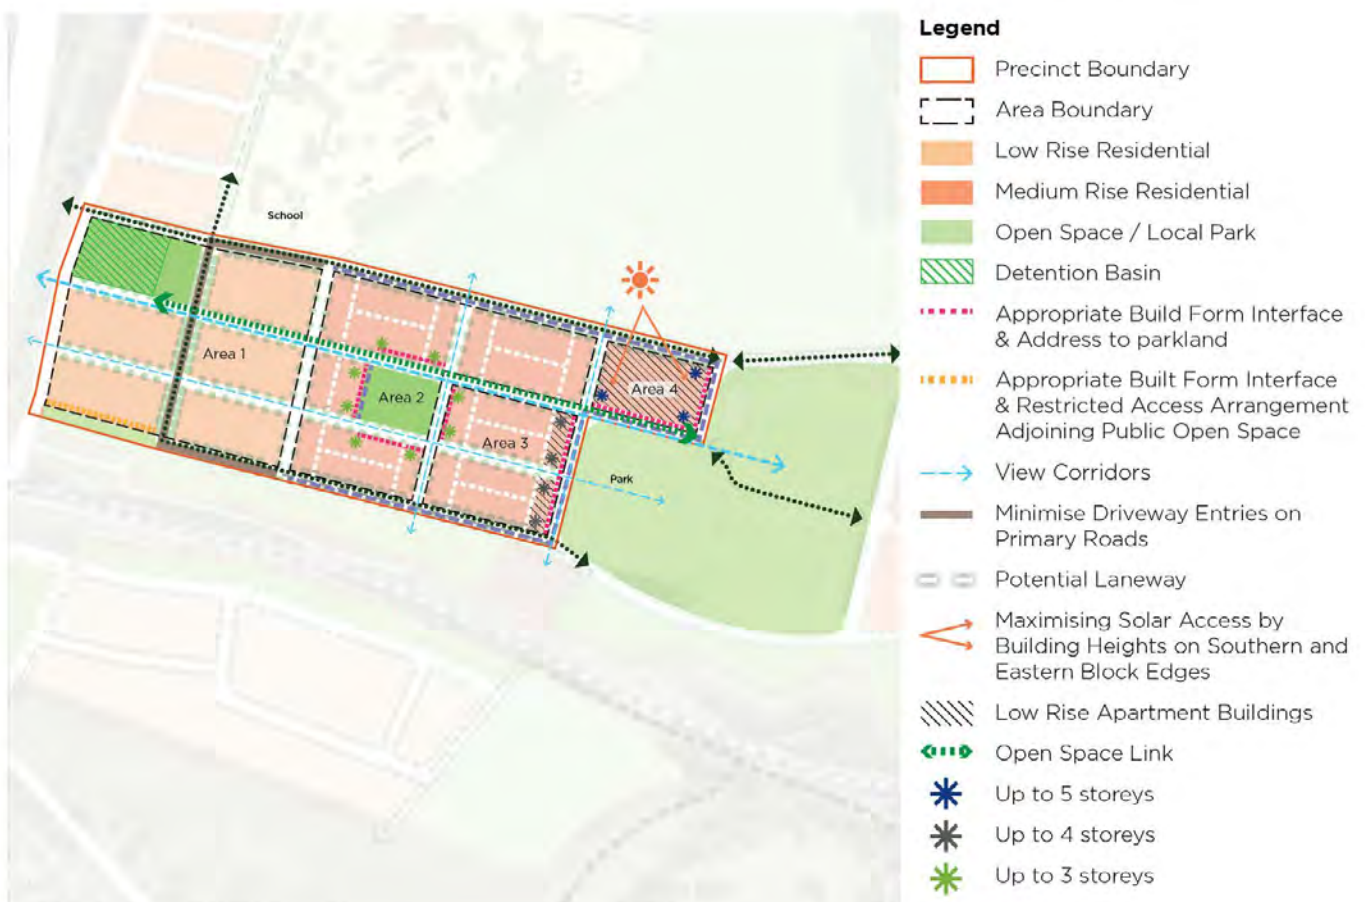 School
Area 1
Area 2
Area 3
Area 4
Park
Legend
Precinct Boundary
Area Boundary
Low Rise Residential
Medium Rise Residential
Open Space / Local Park
Detention Basin
Appropriate Build Form Interface
& Address to parkland
Appropriate Built Form Interface
& Restricted Access Arrangement
Adjoining Public Open Space
View Corridors
Minimise Driveway Entries on
Primary Roads
Potential Laneway
Maximising Solar Access by
Building Heights on Southern and
Eastern Block Edges
Low Rise Apartment Buildings
Open Space Link
Up to 5 storeys
Up to 4 storeys
Up to 3 storeys